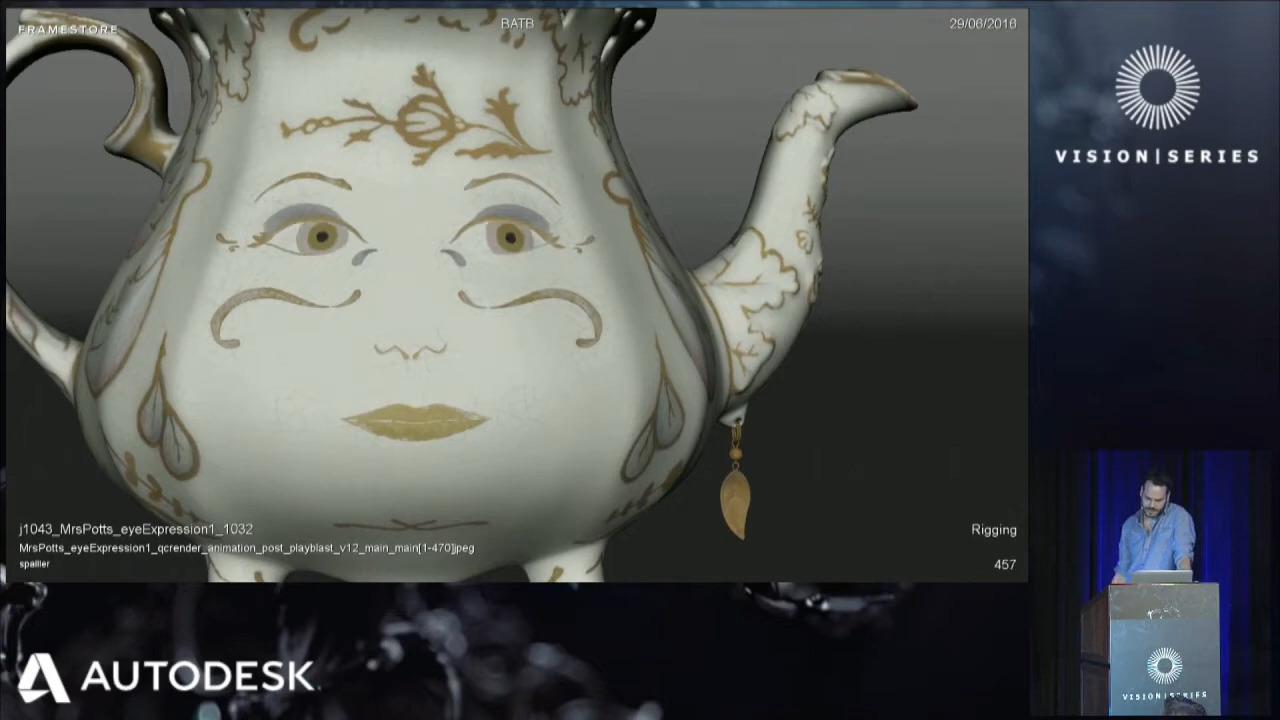 FRAMESTORE
BATB
29/06/2016
VISION|SERIES
j1043_MrsPotts_eyeExpression1_1032
MrsPotts_eyeExpression1_qcrender_animation_post_playblast_v12_main_main[1-470]jpeg
spailler
Rigging
457
AUTODESK.
VISION|SERIES